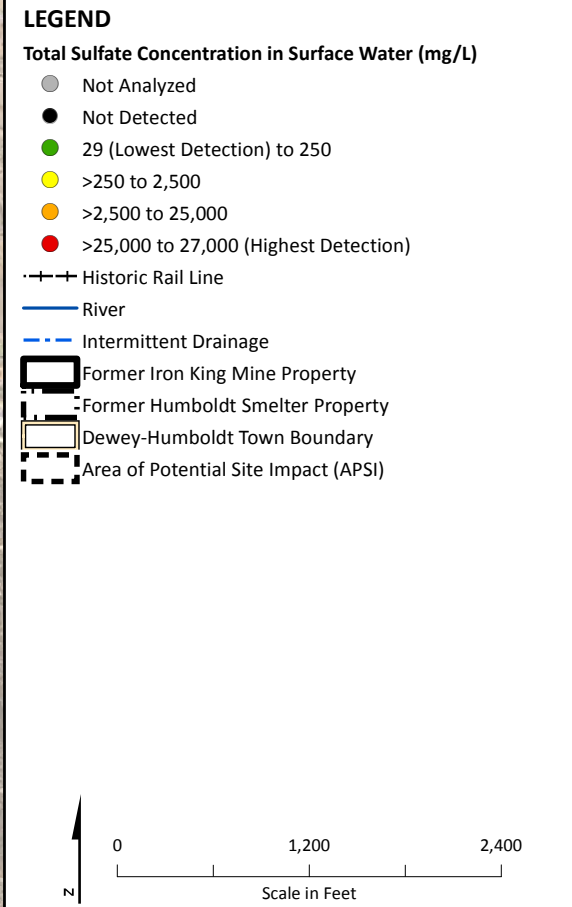 LEGEND
Total Sulfate Concentration in Surface Water (mg/L)
Not Analyzed
Not Detected
29 (Lowest Detection) to 250
>250 to 2,500
>2,500 to 25,000
>25,000 to 27,000 (Highest Detection)
Historic Rail Line
River
Intermittent Drainage
Former Iron King Mine Property
Former Humboldt Smelter Property
Dewey-Humboldt Town Boundary
Area of Potential Site Impact (APSI)
0 1,200 2,400
N
Scale in Feet